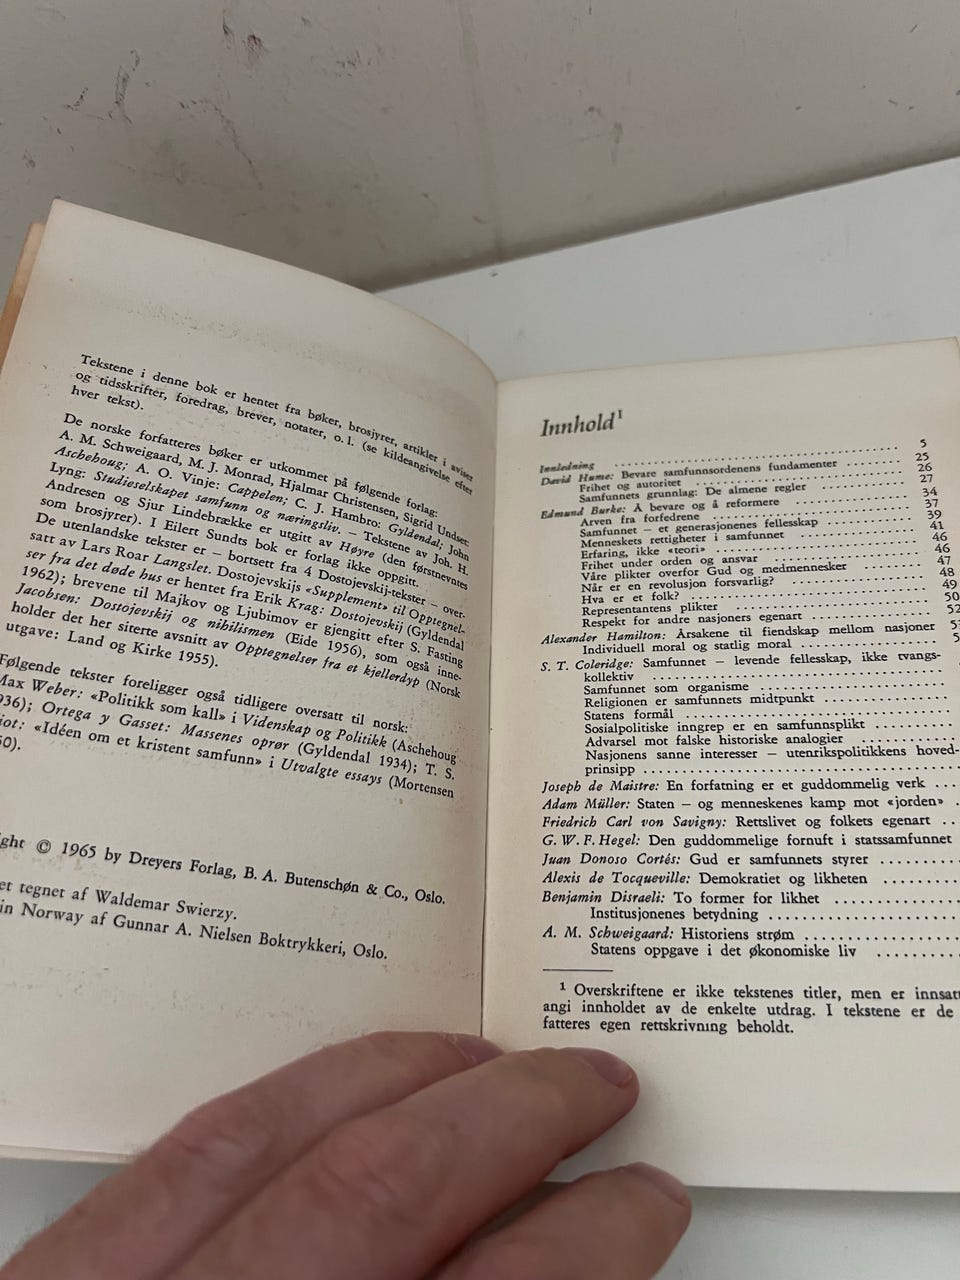 Tekstene i denne bok er hentet fra bøker, brosjyrer, artikler i aviser
og tidsskrifter, foredrag, brever, notater, o. l. (se kildeangivelse efter
hver tekst).
De norske forfatteres bøker er utkommet på følgende forlag:
A. M. Schweigaard, M. J. Monrad, Hjalmar Christensen, Sigrid Undset:
Aschehoug; A. O. Vinje: Cappelen; C. J. Hambro: Gyldendal; John
Lyng: Studieselskapet samfunn og næringsliv. – Tekstene av Joh. H.
Andresen og Sjur Lindebrække er utgitt av Høyre (den førstnevntes
som brosjyre). I Eilert Sundts bok er forlag ikke oppgitt.
De utenlandske tekster er – bortsett fra 4 Dostojevskij-tekster – over-
satt av Lars Roar Langslet. Dostojevskijs «Supplement» til Opptegnel-
ser fra det døde hus er hentet fra Erik Krag: Dostojevskij (Gyldendal
1962); brevene til Majkov og Ljubimov er gjengitt efter S. Fasting
Jacobsen: Dostojevskij og nihilismen (Eide 1956), som også inne-
holder det her siterte avsnitt av Opptegnelser fra et kjellerdyp (Norsk
utgave: Land og Kirke 1955).
Følgende tekster foreligger også tidligere oversatt til norsk:
Max Weber: «Politikk som kall» i Videnskap og Politikk (Aschehoug
936); Ortega y Gasset: Massenes oprør (Gyldendal 1934); T. S.
iot: «Idéen om et kristent samfunn» i Utvalgte essays (Mortensen
50).
ght © 1965 by Dreyers Forlag, B. A. Butenschøn & Co., Oslo.
et tegnet af Waldemar Swierzy.
in Norway af Gunnar A. Nielsen Boktrykkeri, Oslo.
Innhold¹
Innledning .......... 5
David Hume: Bevare samfunnsordenens fundamenter .......... 25
Frihet og autoritet .......... 26
Samfunnets grunnlag: De almene regler .......... 27
Edmund Burke: Å bevare og å reformere .......... 34
Arven fra forfedrene .......... 37
Samfunnet – et generasjonenes fellesskap .......... 39
Menneskets rettigheter i samfunnet .......... 41
Erfaring, ikke «teori» .......... 46
Frihet under orden og ansvar .......... 46
Våre plikter overfor Gud og medmennesker .......... 47
Når er en revolusjon forsvarlig? .......... 48
Hva er et folk? .......... 49
Representantens plikter .......... 50
Respekt for andre nasjoners egenart .......... 52
Alexander Hamilton: Årsakene til fiendskap mellom nasjoner 5
Individuell moral og statlig moral .......... 5
S. T. Coleridge: Samfunnet – levende fellesskap, ikke tvangs-
kollektiv ..........
Samfunnet som organisme ..........
Religionen er samfunnets midtpunkt ..........
Statens formål ..........
Sosialpolitiske inngrep er en samfunnsplikt ..........
Advarsel mot falske historiske analogier ..........
Nasjonens sanne interesser – utenrikspolitikkens hoved-
prinsipp ..........
Joseph de Maistre: En forfatning er et guddommelig verk ...
Adam Müller: Staten – og menneskenes kamp mot «jorden» .
Friedrich Carl von Savigny: Rettslivet og folkets egenart ..
G. W. F. Hegel: Den guddommelige fornuft i statssamfunnet
Juan Donoso Cortés: Gud er samfunnets styrer ..........
Alexis de Tocqueville: Demokratiet og likheten ..........
Benjamin Disraeli: To former for likhet ..........
Institusjonenes betydning ..........
A. M. Schweigaard: Historiens strøm ..........
Statens oppgave i det økonomiske liv ..........
¹ Overskriftene er ikke tekstenes titler, men er innsatt
angi innholdet av de enkelte utdrag. I tekstene er de
fatteres egen rettskrivning beholdt.